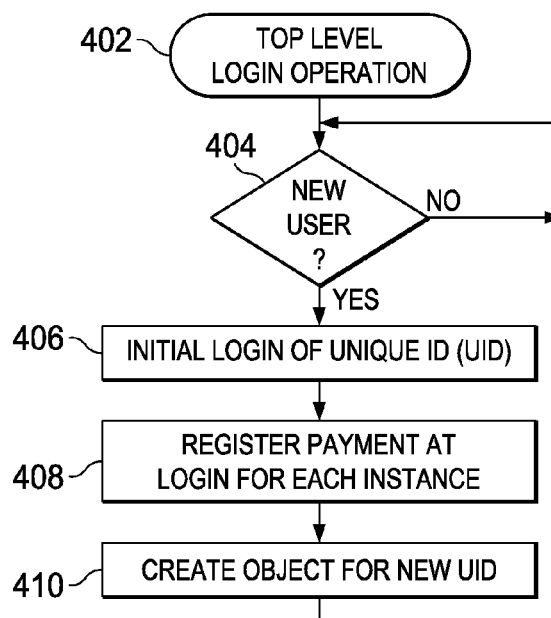 402
TOP LEVEL
LOGIN OPERATION
404
NEW
USER
?
NO
YES
406
INITIAL LOGIN OF UNIQUE ID (UID)
408
REGISTER PAYMENT AT
LOGIN FOR EACH INSTANCE
410
CREATE OBJECT FOR NEW UID